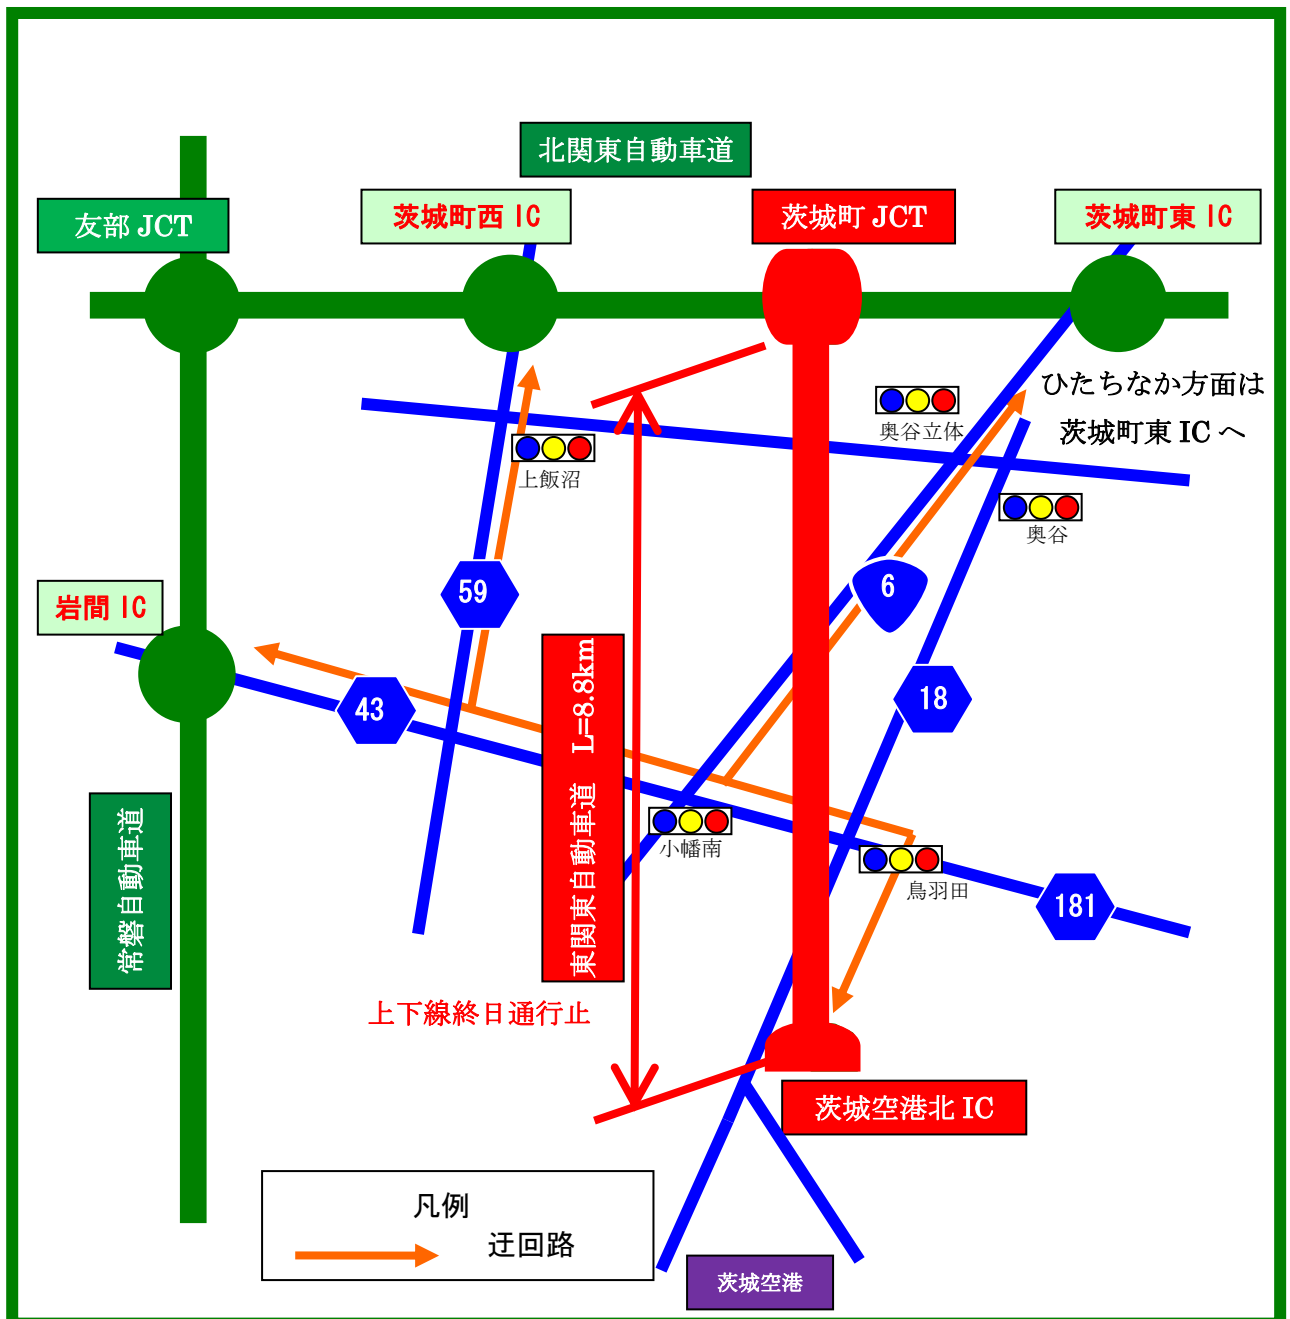 北関東自動車道
友部 JCT
茨城町西 IC
茨城町 JCT
茨城町東 IC
ひたちなか方面は
茨城町東 IC へ
奥谷立体
上飯沼
奥谷
岩間 IC
59
6
43
18
東関東自動車道 L=8.8km
常磐自動車道
小幡南
鳥羽田
181
上下線終日通行止
茨城空港北 IC
凡例
迂回路
茨城空港